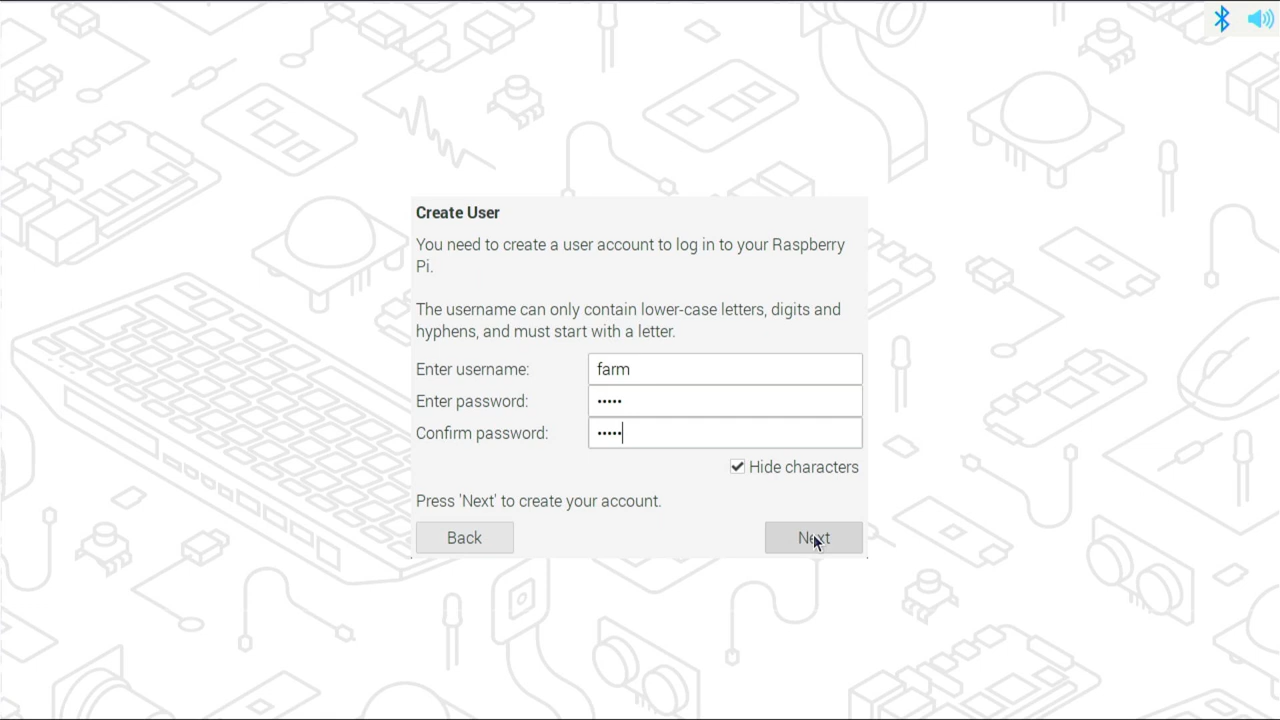 Create User
You need to create a user account to log in to your Raspberry
Pi.
The username can only contain lower-case letters, digits and
hyphens, and must start with a letter.
Enter username: farm
Enter password: •••••
Confirm password: •••••
Hide characters
Press 'Next' to create your account.
Back Next